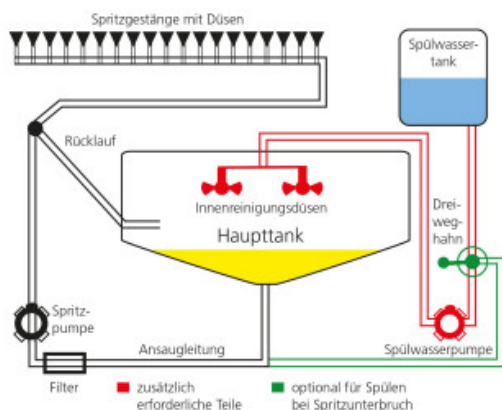 Spritzgestänge mit Düsen
Spülwasser-
tank
Rücklauf
Innenreinigungsdüsen
Haupttank
Drei-
weg-
hahn
Spritz-
pumpe
Ansaugleitung
Spülwasserpumpe
Filter
zusätzlich
erforderliche Teile
optional für Spülen
bei Spritzunterbruch